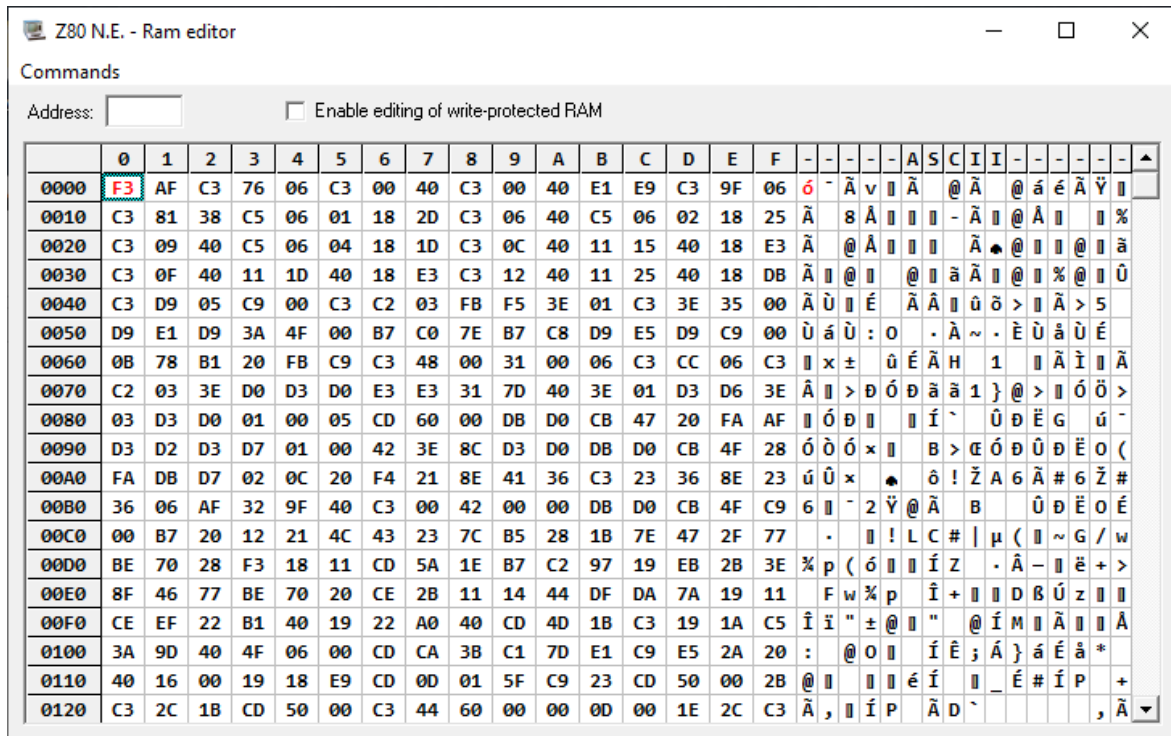 Z80 N.E. - Ram editor
Commands
Address: Enable editing of write-protected RAM
0 1 2 3 4 5 6 7 8 9 A B C D E F - - - - - A S C I I - - - - - -
0000 F3 AF C3 76 06 C3 00 40 C3 00 40 E1 E9 C3 9F 06 ó ¯ Ã v Ã @ Ã @ á é Ã Ÿ
0010 C3 81 38 C5 06 01 18 2D C3 06 40 C5 06 02 18 25 Ã 8 Å - Ã @ Å %
0020 C3 09 40 C5 06 04 18 1D C3 0C 40 11 15 40 18 E3 Ã @ Å Ã @ @ ã
0030 C3 0F 40 11 1D 40 18 E3 C3 12 40 11 25 40 18 DB Ã @ @ ã Ã @ % @ Û
0040 C3 D9 05 C9 00 C3 C2 03 FB F5 3E 01 C3 3E 35 00 Ã Ù É Ã Â û õ > Ã > 5
0050 D9 E1 D9 3A 4F 00 B7 C0 7E B7 C8 D9 E5 D9 C9 00 Ù á Ù : O · À ~ · È Ù å Ù É
0060 0B 78 B1 20 FB C9 C3 48 00 31 00 06 C3 CC 06 C3 x ± û É Ã H 1 Ã Ì Ã
0070 C2 03 3E D0 D3 D0 E3 E3 31 7D 40 3E 01 D3 D6 3E Â > Ð Ó Ð ã ã 1 } @ > Ó Ö >
0080 03 D3 D0 01 00 05 CD 60 00 DB D0 CB 47 20 FA AF Ó Ð Í ` Û Ð Ë G ú ¯
0090 D3 D2 D3 D7 01 00 42 3E 8C D3 D0 DB D0 CB 4F 28 Ó Ò Ó × B > Œ Ó Ð Û Ð Ë O (
00A0 FA DB D7 02 0C 20 F4 21 8E 41 36 C3 23 36 8E 23 ú Û × ô ! Ž A 6 Ã # 6 Ž #
00B0 36 06 AF 32 9F 40 C3 00 42 00 00 DB D0 CB 4F C9 6 ¯ 2 Ÿ @ Ã B Û Ð Ë O É
00C0 00 B7 20 12 21 4C 43 23 7C B5 28 1B 7E 47 2F 77 · ! L C # | µ ( ~ G / w
00D0 BE 70 28 F3 18 11 CD 5A 1E B7 C2 97 19 EB 2B 3E ¾ p ( ó Í Z · Â — ë + >
00E0 8F 46 77 BE 70 20 CE 2B 11 14 44 DF DA 7A 19 11 F w ¾ p Î + D ß Ú z
00F0 CE EF 22 B1 40 19 22 A0 40 CD 4D 1B C3 19 1A C5 Î ï " ± @ " @ Í M Ã Å
0100 3A 9D 40 4F 06 00 CD CA 3B C1 7D E1 C9 E5 2A 20 : @ O Í Ê ; Á } á É å *
0110 40 16 00 19 18 E9 CD 0D 01 5F C9 23 CD 50 00 2B @ é Í _ É # Í P +
0120 C3 2C 1B CD 50 00 C3 44 60 00 00 0D 00 1E 2C C3 Ã , Í P Ã D ` , Ã